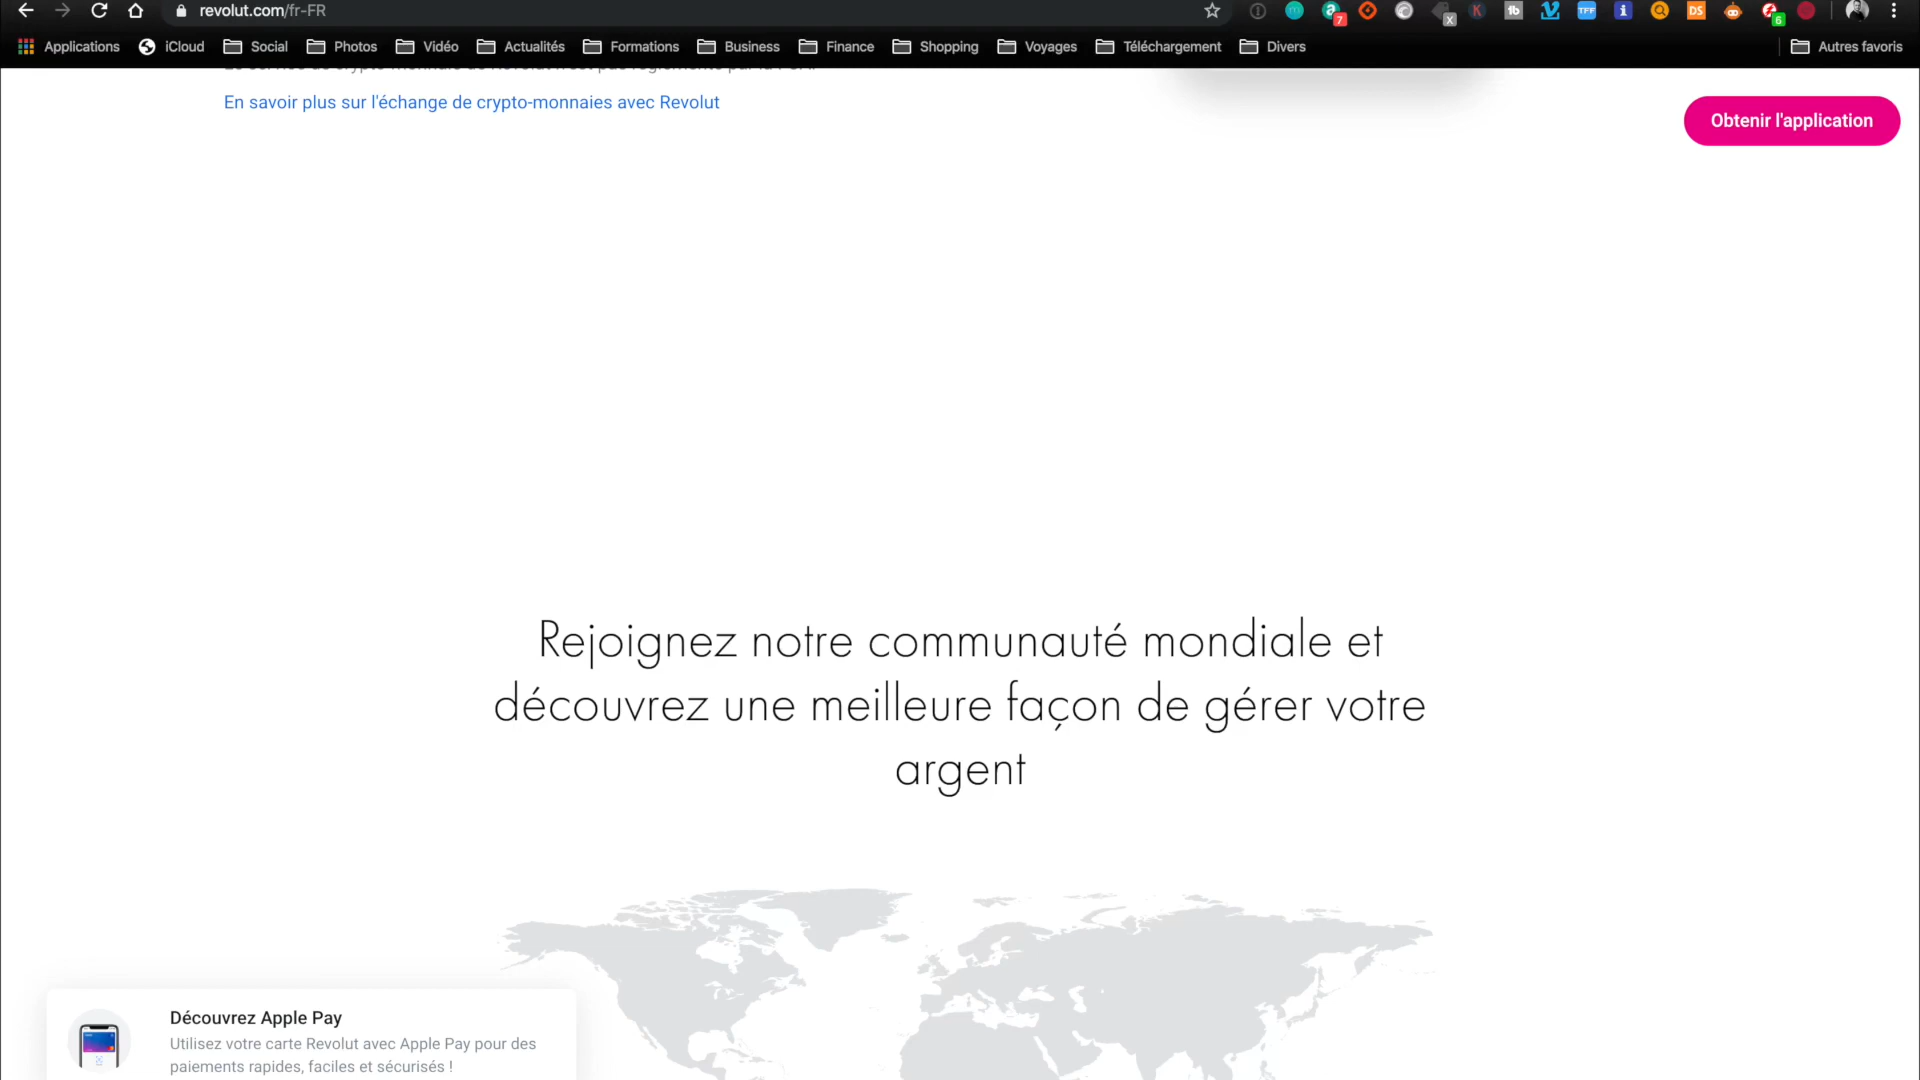 revolut.com/fr-FR
Applications iCloud Social Photos Vidéo Actualités Formations Business Finance Shopping Voyages Téléchargement Divers Autres favoris
En savoir plus sur l'échange de crypto-monnaies avec Revolut
Obtenir l'application
Rejoignez notre communauté mondiale et
découvrez une meilleure façon de gérer votre
argent
Découvrez Apple Pay
Utilisez votre carte Revolut avec Apple Pay pour des
paiements rapides, faciles et sécurisés !